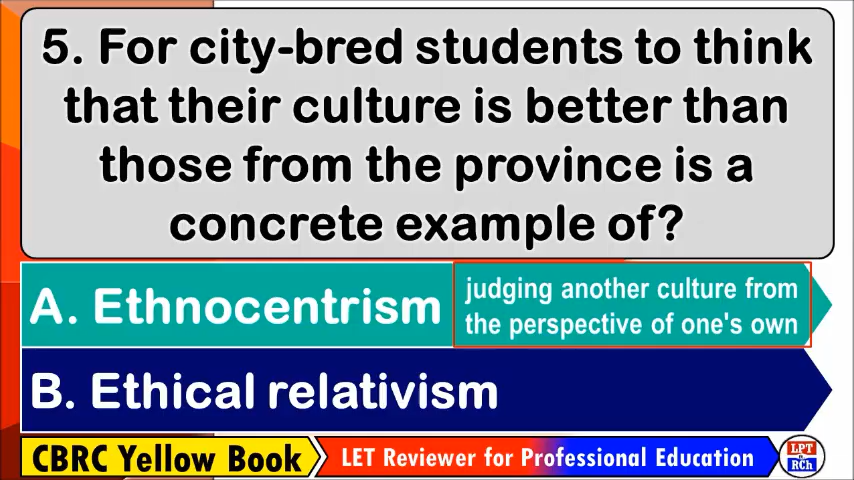 5. For city-bred students to think
that their culture is better than
those from the province is a
concrete example of?
A. Ethnocentrism
judging another culture from
the perspective of one's own
B. Ethical relativism
CBRC Yellow Book
LET Reviewer for Professional Education
LPT
RCh